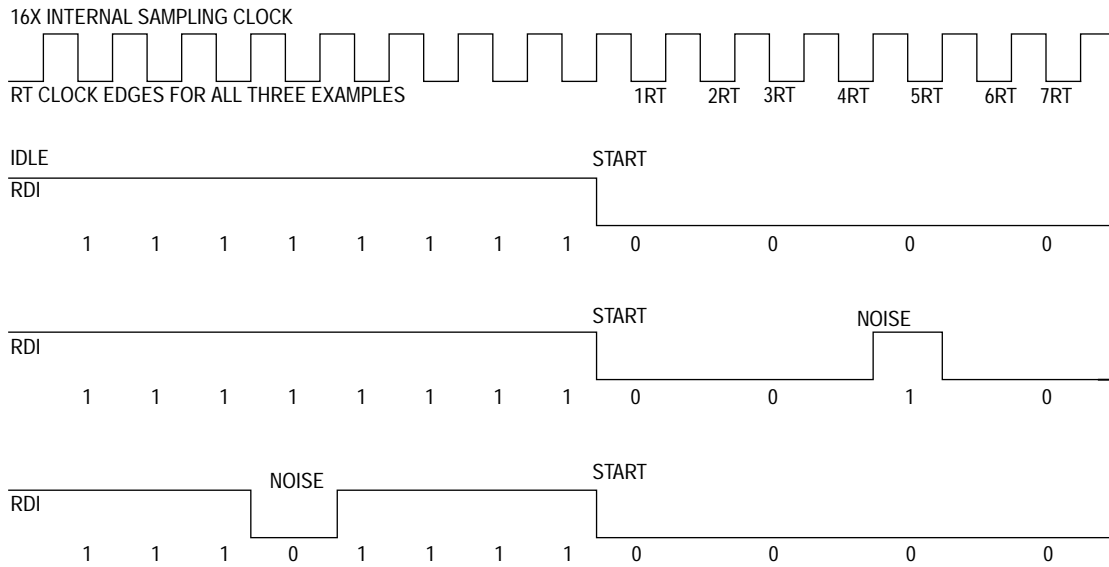 16X INTERNAL SAMPLING CLOCK
RT CLOCK EDGES FOR ALL THREE EXAMPLES 1RT 2RT 3RT 4RT 5RT 6RT 7RT
IDLE START
RDI
1 1 1 1 1 1 1 1 0 0 0 0
START NOISE
RDI
1 1 1 1 1 1 1 1 0 0 1 0
NOISE START
RDI
1 1 1 0 1 1 1 1 0 0 0 0